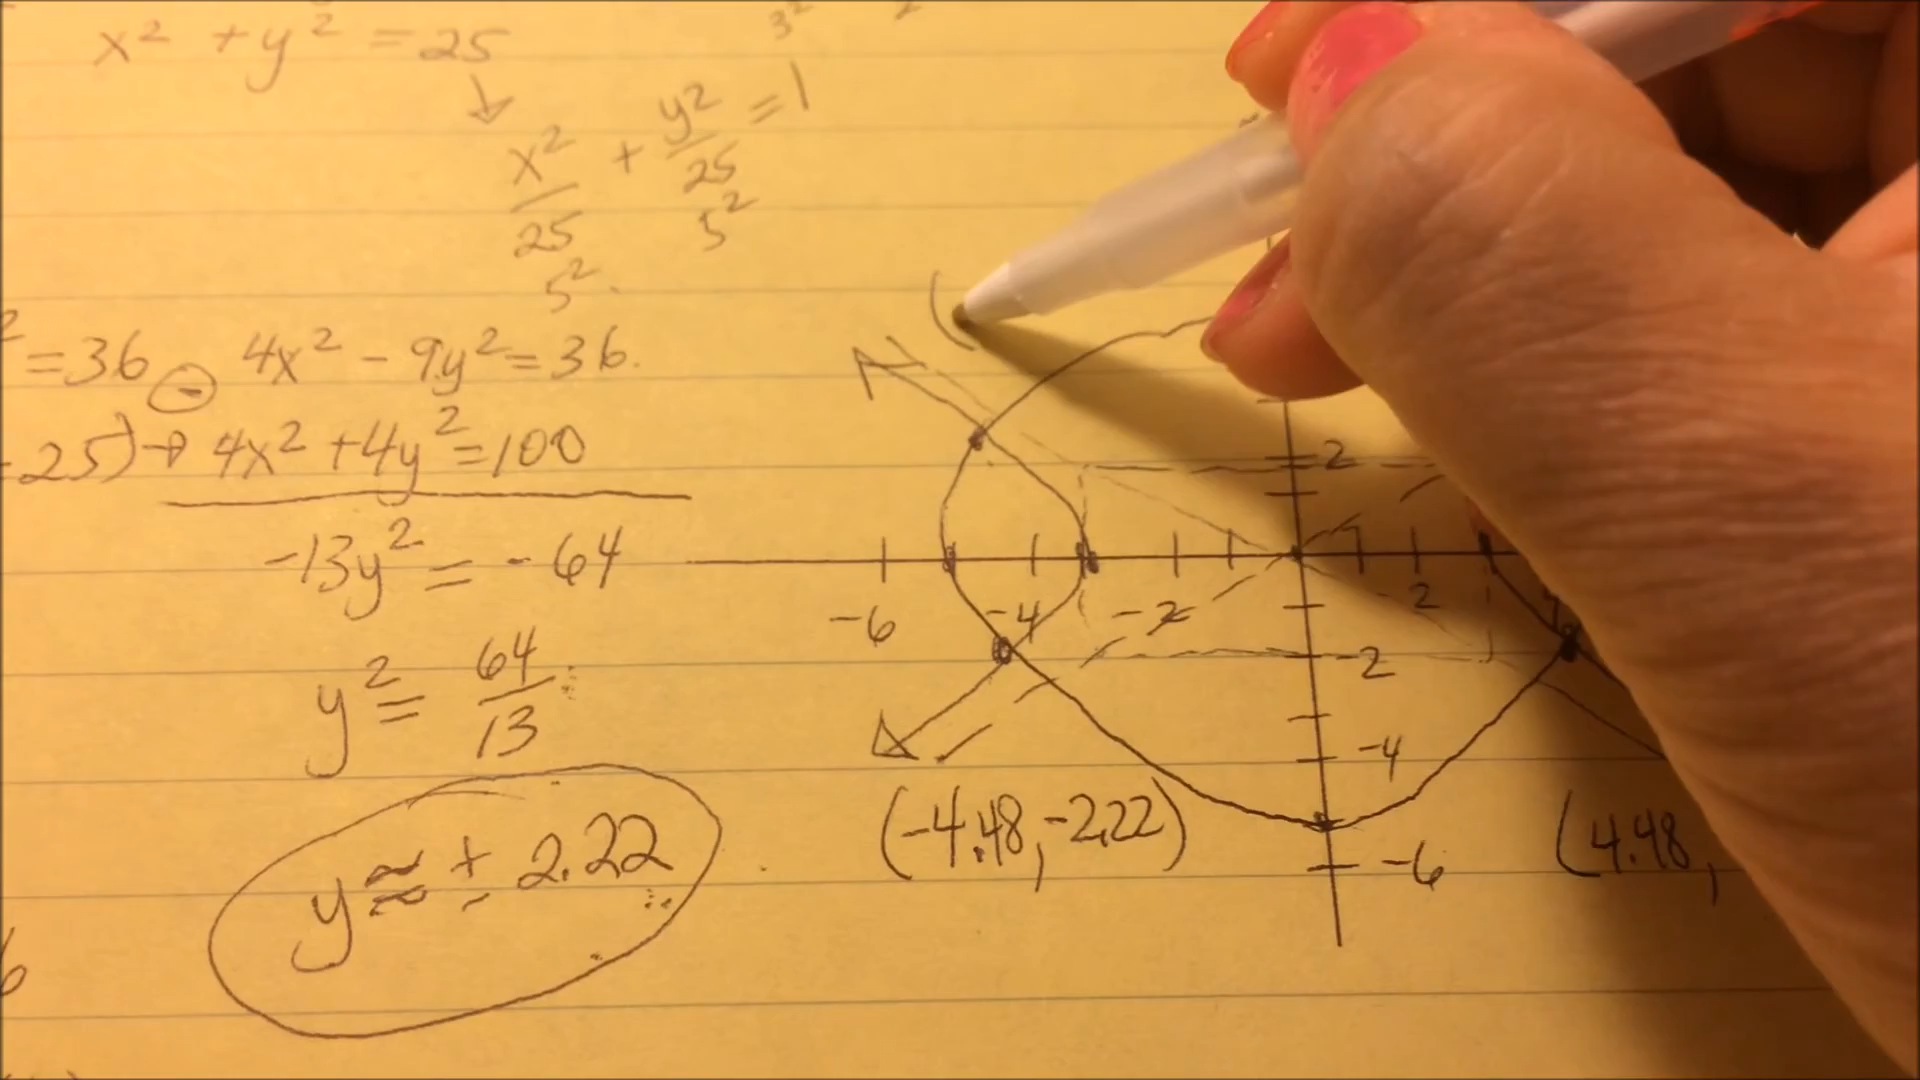 x² + y² = 25
3²
x²/25 + y²/25 = 1
5² 5²
² = 36 - 4x² - 9y² = 36.
25) → 4x² + 4y² = 100
-13y² = -64
y² = 64/13
y ≈ ± 2.22
(
2
-6 -4 -2 2
-2
-4
-6
(-4.48, -2.22)
(4.48,